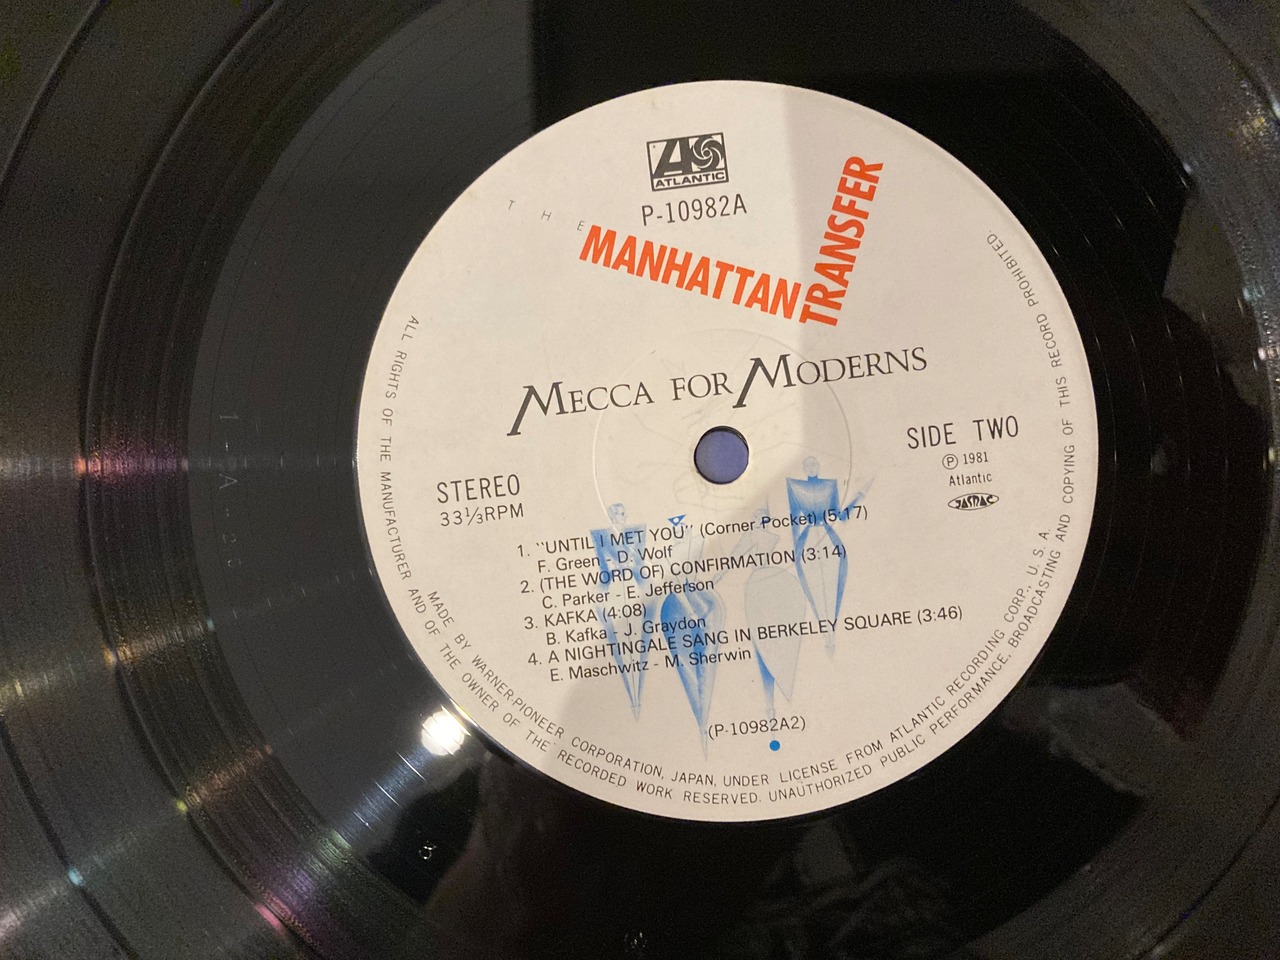 ATLANTIC
P-10982A
THE
MANHATTAN
TRANSFER
MECCA FOR MODERNS
STEREO
33⅓RPM
SIDE TWO
Ⓟ 1981
Atlantic
JASRAC
1. "UNTIL I MET YOU" (Corner Pocket) (5:17)
F. Green - D. Wolf
2. (THE WORD OF) CONFIRMATION (3:14)
C. Parker - E. Jefferson
3. KAFKA (4:08)
B. Kafka - J. Graydon
4. A NIGHTINGALE SANG IN BERKELEY SQUARE (3:46)
E. Maschwitz - M. Sherwin
(P-10982A2)
MADE BY WARNER-PIONEER CORPORATION, JAPAN, UNDER LICENSE FROM ATLANTIC RECORDING CORP., U. S. A.
ALL RIGHTS OF THE MANUFACTURER AND OF THE OWNER OF THE RECORDED WORK RESERVED. UNAUTHORIZED PUBLIC PERFORMANCE, BROADCASTING AND COPYING OF THIS RECORD PROHIBITED.